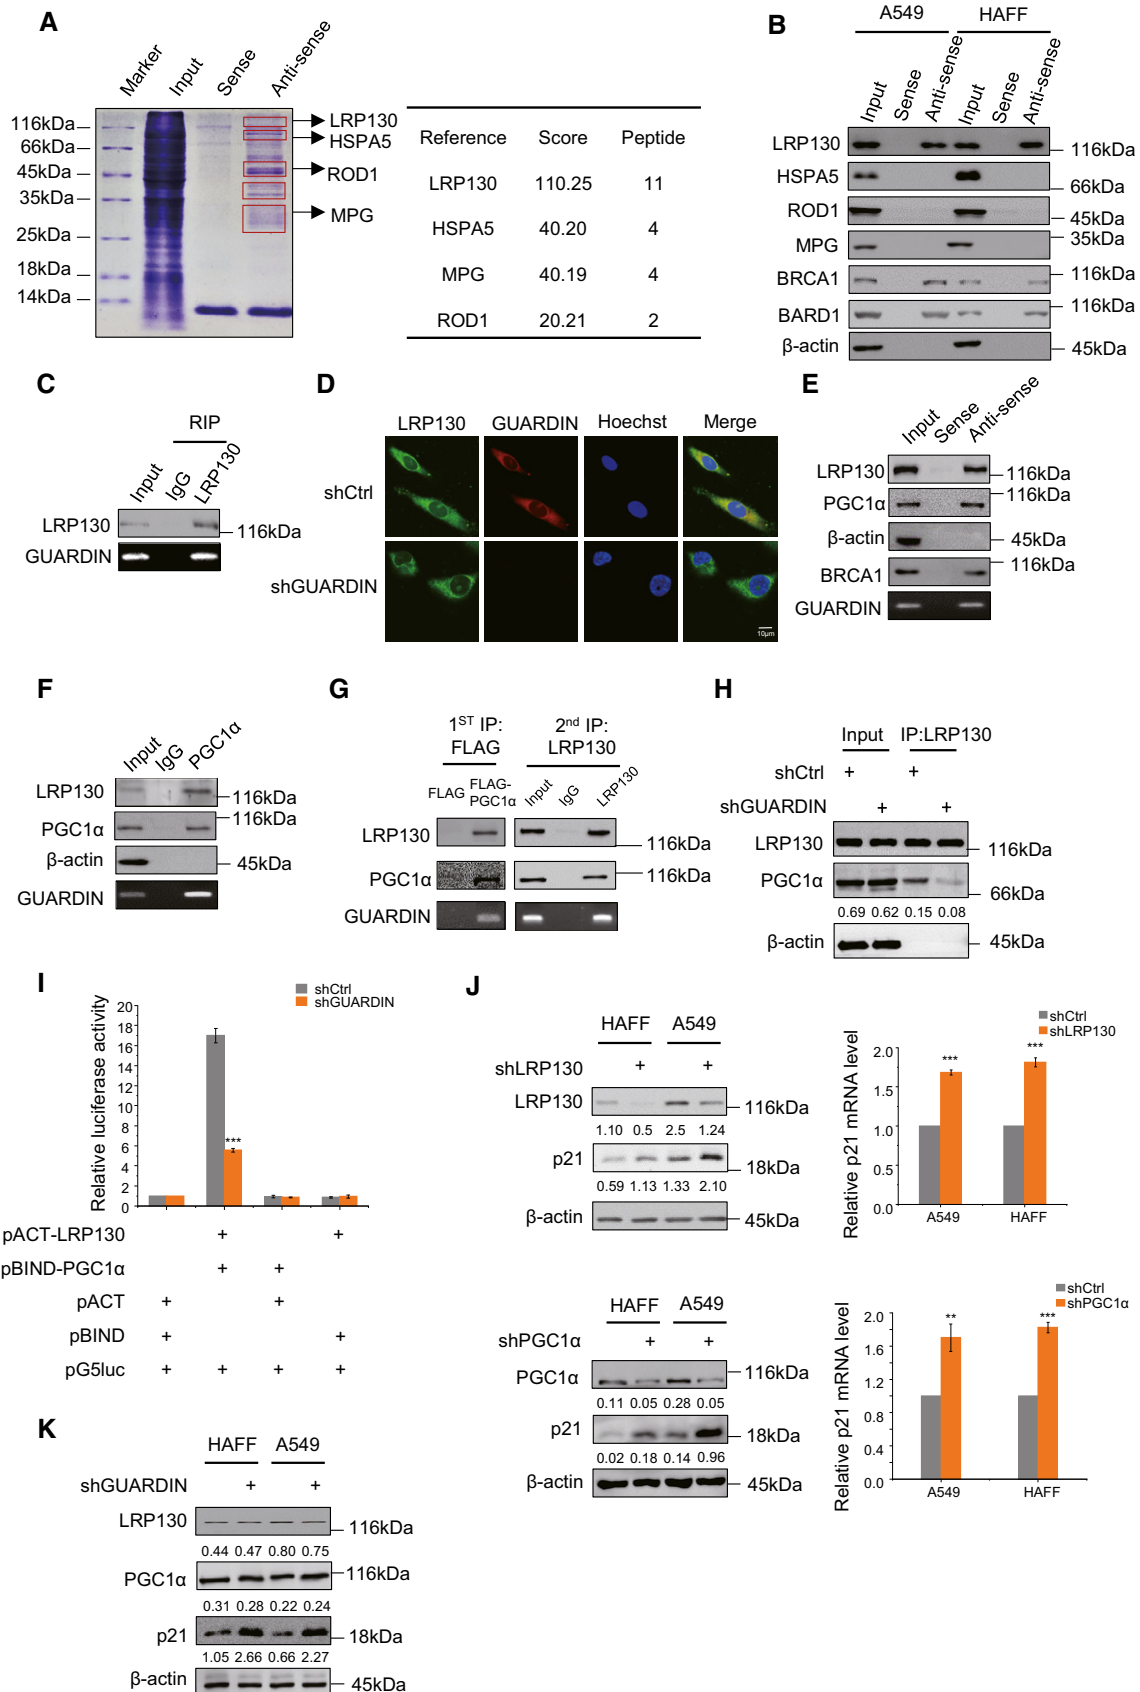 A
Marker
Input
Sense
Anti-sense
116kDa
66kDa
45kDa
35kDa
25kDa
18kDa
14kDa
LRP130
HSPA5
ROD1
MPG
Reference Score Peptide
LRP130 110.25 11
HSPA5 40.20 4
MPG 40.19 4
ROD1 20.21 2
B
A549 HAFF
Input Sense Anti-sense Input Sense Anti-sense
LRP130 116kDa
HSPA5 66kDa
ROD1 45kDa
MPG 35kDa
BRCA1 116kDa
BARD1 116kDa
β-actin 45kDa
C
RIP
Input IgG LRP130
LRP130 116kDa
GUARDIN
D
LRP130 GUARDIN Hoechst Merge
shCtrl
shGUARDIN
10μm
E
Input Sense Anti-sense
LRP130 116kDa
PGC1α 116kDa
β-actin 45kDa
BRCA1 116kDa
GUARDIN
F
Input IgG PGC1α
LRP130 116kDa
PGC1α 116kDa
β-actin 45kDa
GUARDIN
G
1ST IP: FLAG
2nd IP: LRP130
FLAG FLAG-PGC1α Input IgG LRP130
LRP130 116kDa
PGC1α 116kDa
GUARDIN
H
Input IP:LRP130
shCtrl + +
shGUARDIN + +
LRP130 116kDa
PGC1α 66kDa
0.69 0.62 0.15 0.08
β-actin 45kDa
I
shCtrl
shGUARDIN
Relative luciferase activity
20
18
16
14
12
10
8
6
4
2
0
***
pACT-LRP130 + +
pBIND-PGC1α + +
pACT + +
pBIND + +
pG5luc + + + +
J
HAFF A549
shLRP130 + +
LRP130 116kDa
1.10 0.5 2.5 1.24
p21 18kDa
0.59 1.13 1.33 2.10
β-actin 45kDa
shCtrl
shLRP130
Relative p21 mRNA level
2.0
1.5
1.0
0.5
0.0
*** ***
A549 HAFF
HAFF A549
shPGC1α + +
PGC1α 116kDa
0.11 0.05 0.28 0.05
p21 18kDa
0.02 0.18 0.14 0.96
β-actin 45kDa
shCtrl
shPGC1α
Relative p21 mRNA level
2.0
1.6
1.2
0.8
0.4
0.0
** ***
A549 HAFF
K
HAFF A549
shGUARDIN + +
LRP130 116kDa
0.44 0.47 0.80 0.75
PGC1α 116kDa
0.31 0.28 0.22 0.24
p21 18kDa
1.05 2.66 0.66 2.27
β-actin 45kDa